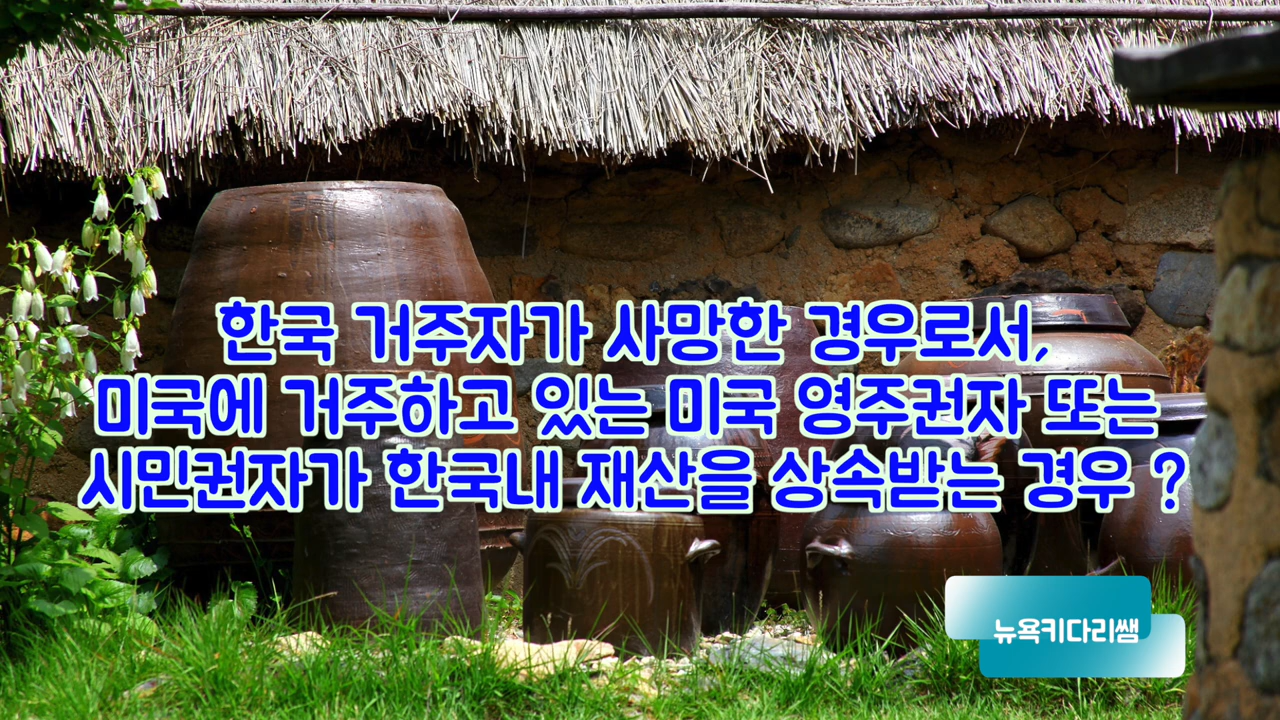 한국 거주자가 사망한 경우로서,
미국에 거주하고 있는 미국 영주권자 또는
시민권자가 한국내 재산을 상속받는 경우 ?
뉴욕키다리쌤